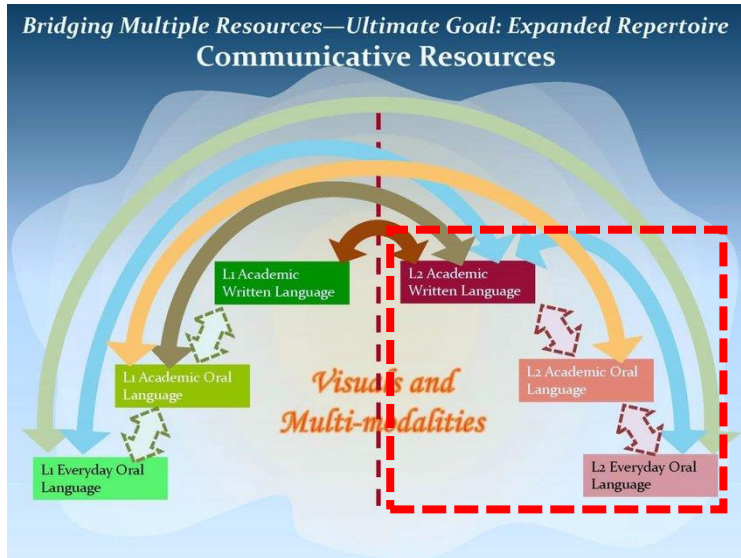 Bridging Multiple Resources—Ultimate Goal: Expanded Repertoire
Communicative Resources
L1 Academic
Written Language
L2 Academic
Written Language
L1 Academic Oral
Language
Visuals and
Multi-modalities
L2 Academic Oral
Language
L1 Everyday Oral
Language
L2 Everyday Oral
Language